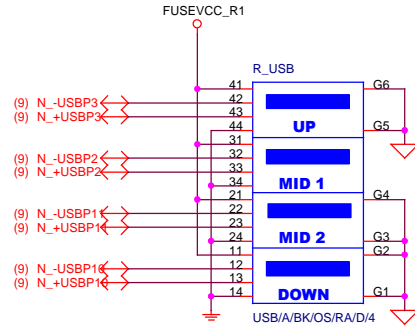 FUSEVCC_R1
R_USB
41 G6
(9) N_-USBP3 42
(9) N_+USBP3 43
44 UP G5
31
(9) N_-USBP2 32
(9) N_+USBP2 33 MID 1
34
21 G4
(9) N_-USBP11 22
(9) N_+USBP11 23
24 MID 2 G3
11 G2
(9) N_-USBP10 12
(9) N_+USBP10 13
14 DOWN G1
USB/A/BK/OS/RA/D/4